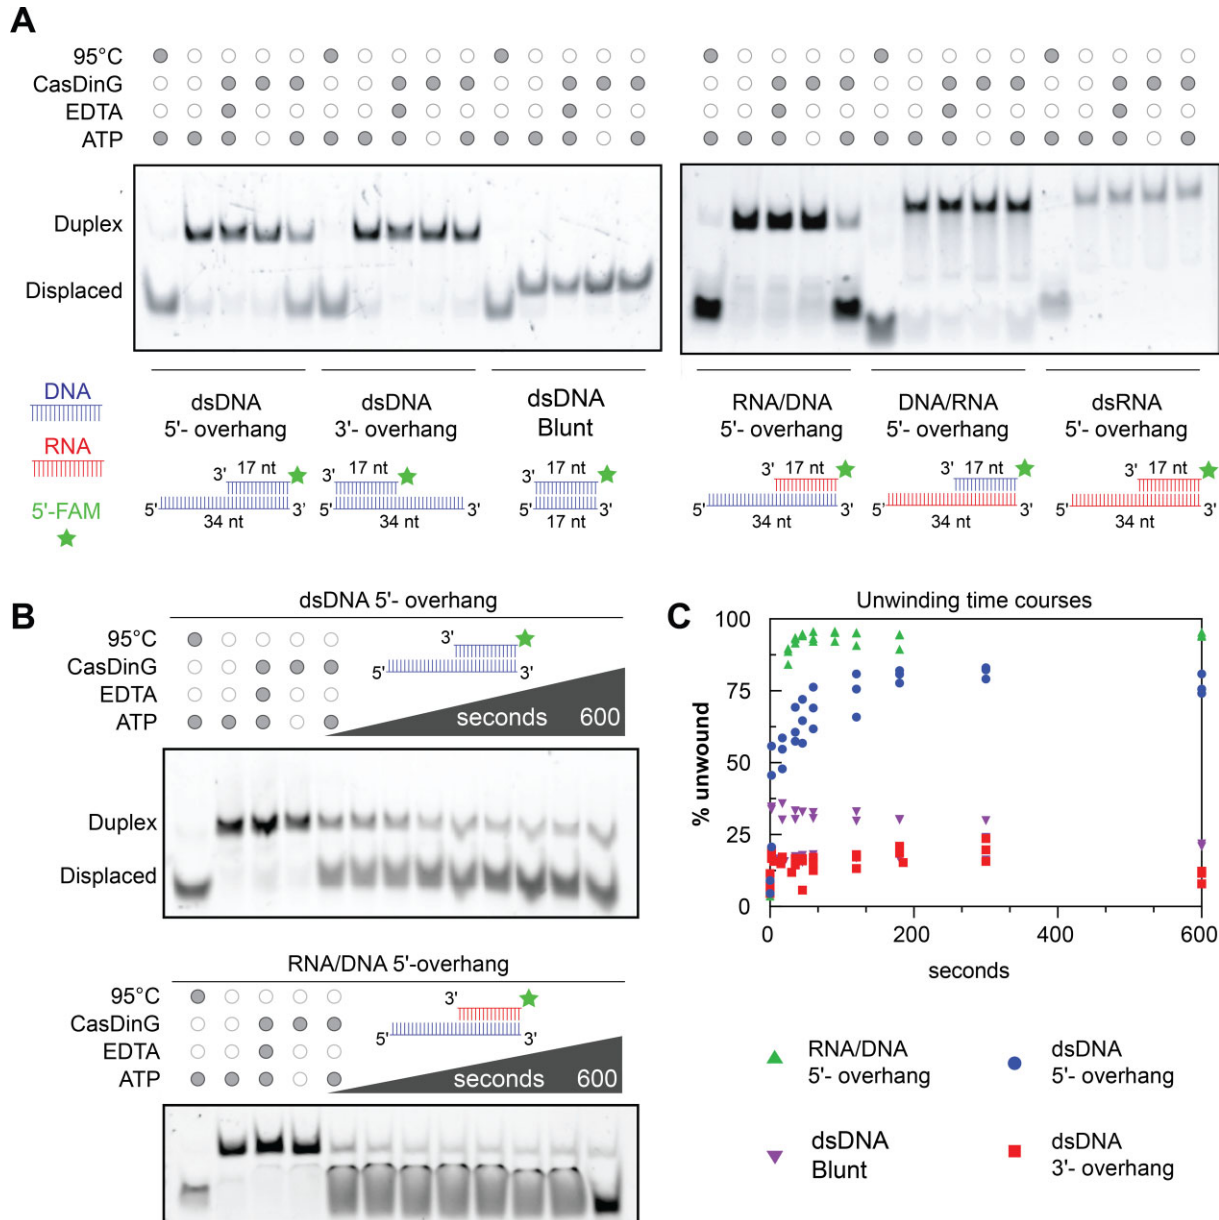 A
95°C
CasDinG
EDTA
ATP
Duplex
Displaced
DNA
RNA
5'-FAM
dsDNA
5'- overhang
3' 17 nt
5' 3'
34 nt
dsDNA
3'- overhang
3' 17 nt
5' 3'
34 nt
dsDNA
Blunt
3' 17 nt
5' 3'
17 nt
RNA/DNA
5'- overhang
3' 17 nt
5' 3'
34 nt
DNA/RNA
5'- overhang
3' 17 nt
5' 3'
34 nt
dsRNA
5'- overhang
3' 17 nt
5' 3'
34 nt
B
dsDNA 5'- overhang
95°C
CasDinG
EDTA
ATP
3'
5' 3'
seconds 600
Duplex
Displaced
RNA/DNA 5'-overhang
95°C
CasDinG
EDTA
ATP
3'
5' 3'
seconds 600
C
Unwinding time courses
% unwound
100
75
50
25
0
0 200 400 600
seconds
RNA/DNA
5'- overhang
dsDNA
5'- overhang
dsDNA
Blunt
dsDNA
3'- overhang